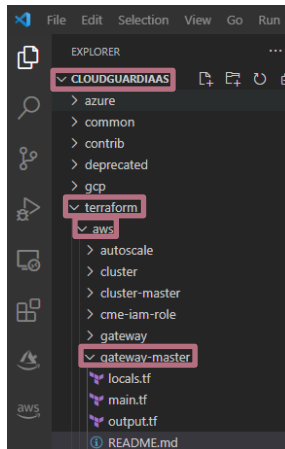 File Edit Selection View Go Run
EXPLORER ...
CLOUDGUARDIAAS
azure
common
contrib
deprecated
gcp
terraform
aws
autoscale
cluster
cluster-master
cme-iam-role
gateway
gateway-master
locals.tf
main.tf
output.tf
README.md
aws